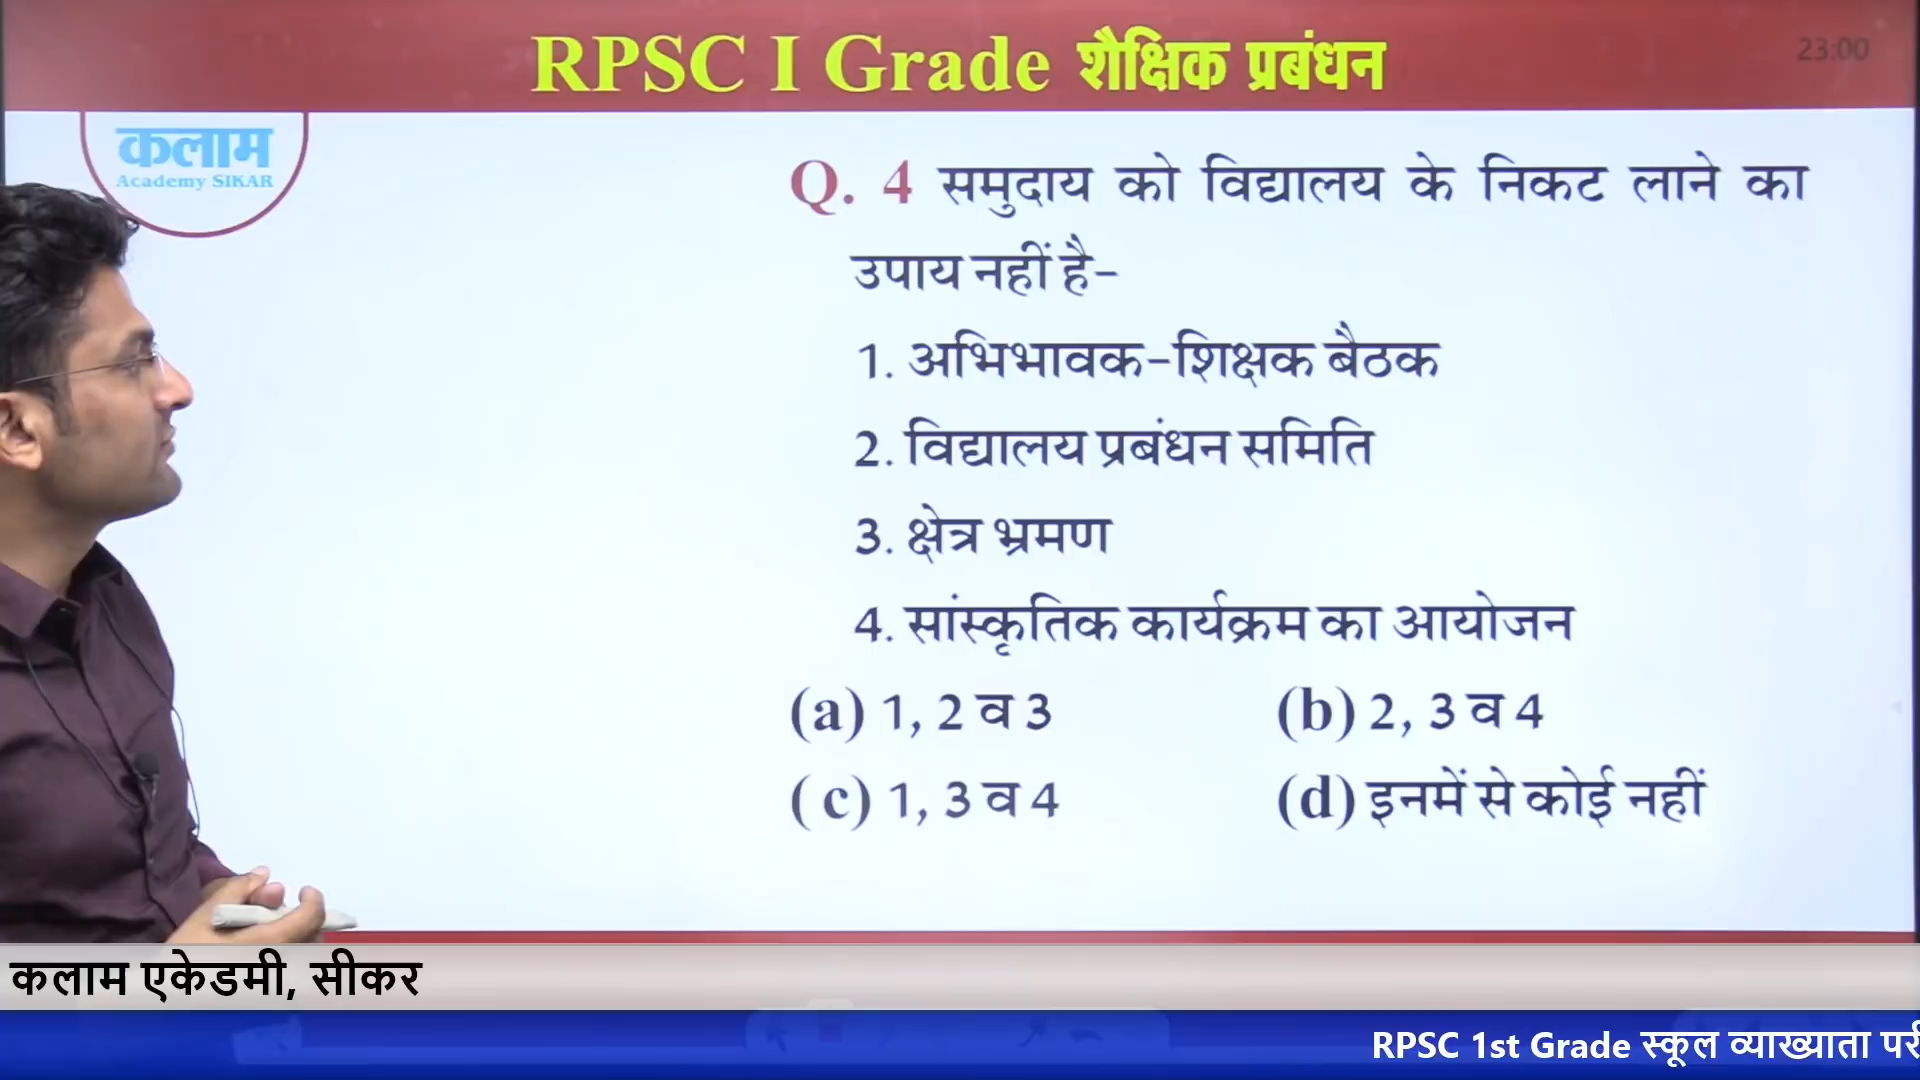 RPSC I Grade शैक्षिक प्रबंधन
23:00
कलाम
Academy SIKAR
Q. 4 समुदाय को विद्यालय के निकट लाने का
उपाय नहीं है-
1. अभिभावक-शिक्षक बैठक
2. विद्यालय प्रबंधन समिति
3. क्षेत्र भ्रमण
4. सांस्कृतिक कार्यक्रम का आयोजन
(a) 1, 2 व 3
(b) 2, 3 व 4
( c) 1, 3 व 4
(d) इनमें से कोई नहीं
कलाम एकेडमी, सीकर
RPSC 1st Grade स्कूल व्याख्याता